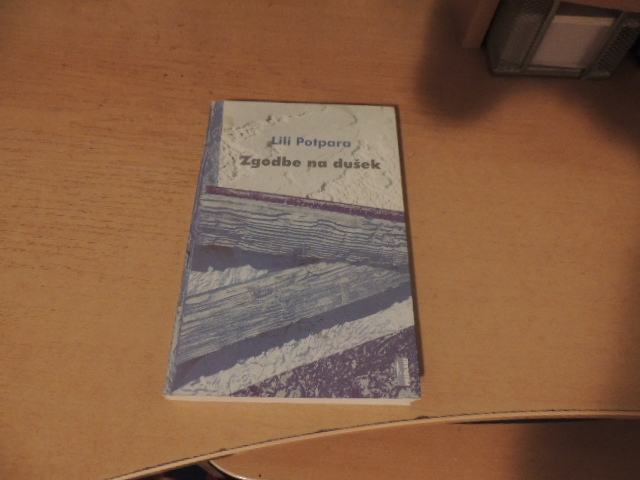 Lili Potpara
Zgodbe na dušek